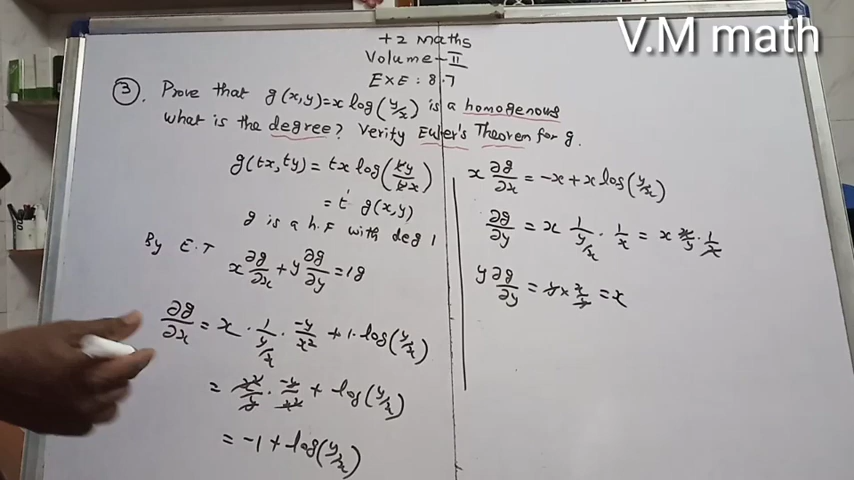 V.M math
+2 Maths
Volume-II
EXE: 8.7
③. Prove that g(x,y)=x log(y/x) is a homogenous
what is the degree? Verify Euler's Theorem for g.
g(tx,ty) = tx log(ty/tx)
= t¹ g(x,y)
g is a h.F with deg 1
By E.T
x ∂g/∂x + y ∂g/∂y = 1g
∂g/∂x = x · 1/(y/x) · -y/x² + 1·log(y/x)
= x²/y · -y/x² + log(y/x)
= -1 + log(y/x)
x ∂g/∂x = -x + x log(y/x)
∂g/∂y = x 1/(y/x) · 1/x = x x/y · 1/x
y ∂g/∂y = y × x/y = x